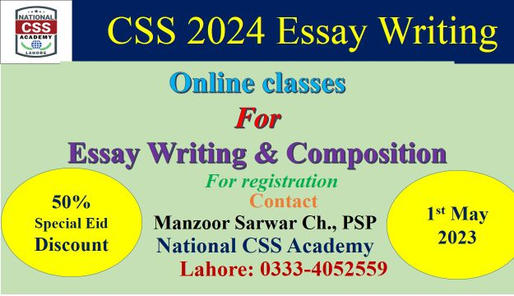 NATIONAL
CSS
ACADEMY
LAHORE
CSS 2024 Essay Writing
Online classes
For
Essay Writing & Composition
For registration
Contact
Manzoor Sarwar Ch., PSP
National CSS Academy
Lahore: 0333-4052559
50%
Special Eid
Discount
1st May
2023